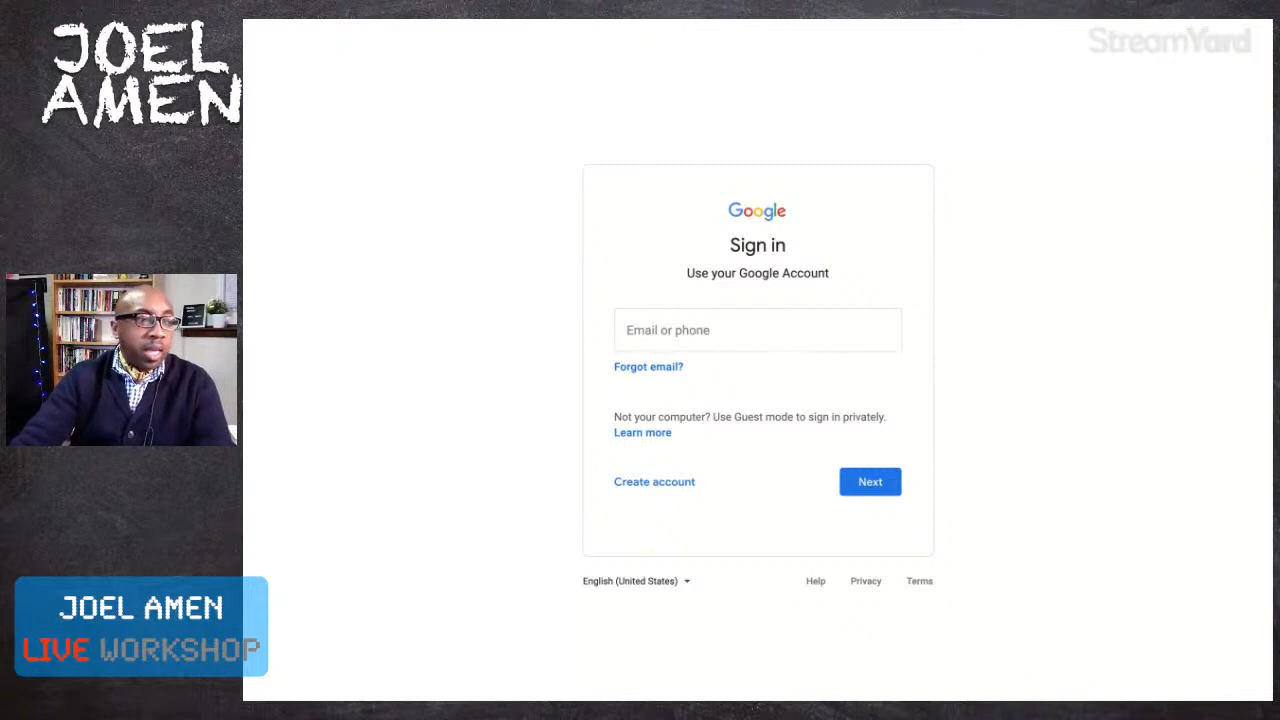 JOEL
AMEN
StreamYard
Google
Sign in
Use your Google Account
Email or phone
Forgot email?
Not your computer? Use Guest mode to sign in privately.
Learn more
Create account
Next
English (United States)
Help
Privacy
Terms
JOEL AMEN
LIVE WORKSHOP